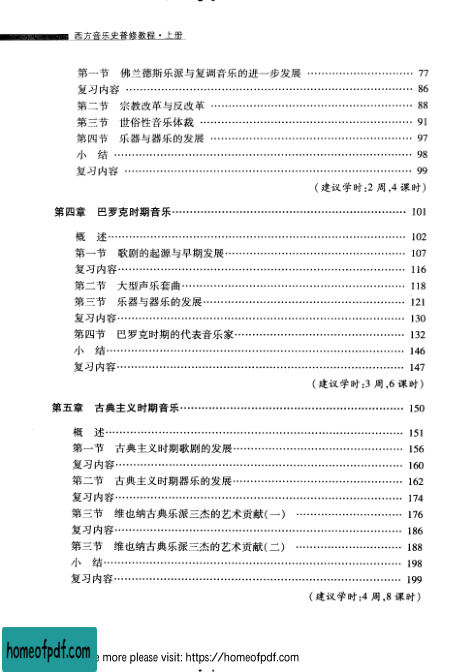 西方音乐史普修教程·上册
第一节 佛兰德斯乐派与复调音乐的进一步发展 …… 77
复习内容 …… 86
第二节 宗教改革与反改革 …… 88
第三节 世俗性音乐体裁 …… 91
第四节 乐器与器乐的发展 …… 97
小 结 …… 98
复习内容 …… 99
(建议学时:2 周,4 课时)
第四章 巴罗克时期音乐 …… 101
概 述 …… 102
第一节 歌剧的起源与早期发展 …… 107
复习内容 …… 116
第二节 大型声乐套曲 …… 118
第三节 乐器与器乐的发展 …… 121
复习内容 …… 130
第四节 巴罗克时期的代表音乐家 …… 132
小 结 …… 146
复习内容 …… 147
(建议学时:3 周,6 课时)
第五章 古典主义时期音乐 …… 150
概 述 …… 151
第一节 古典主义时期歌剧的发展 …… 156
复习内容 …… 160
第二节 古典主义时期器乐的发展 …… 162
复习内容 …… 174
第三节 维也纳古典乐派三杰的艺术贡献(一) …… 176
复习内容 …… 186
第三节 维也纳古典乐派三杰的艺术贡献(二) …… 188
小 结 …… 198
复习内容 …… 199
(建议学时:4 周,8 课时)
homeofpdf.com
more please visit: https://homeofpdf.com